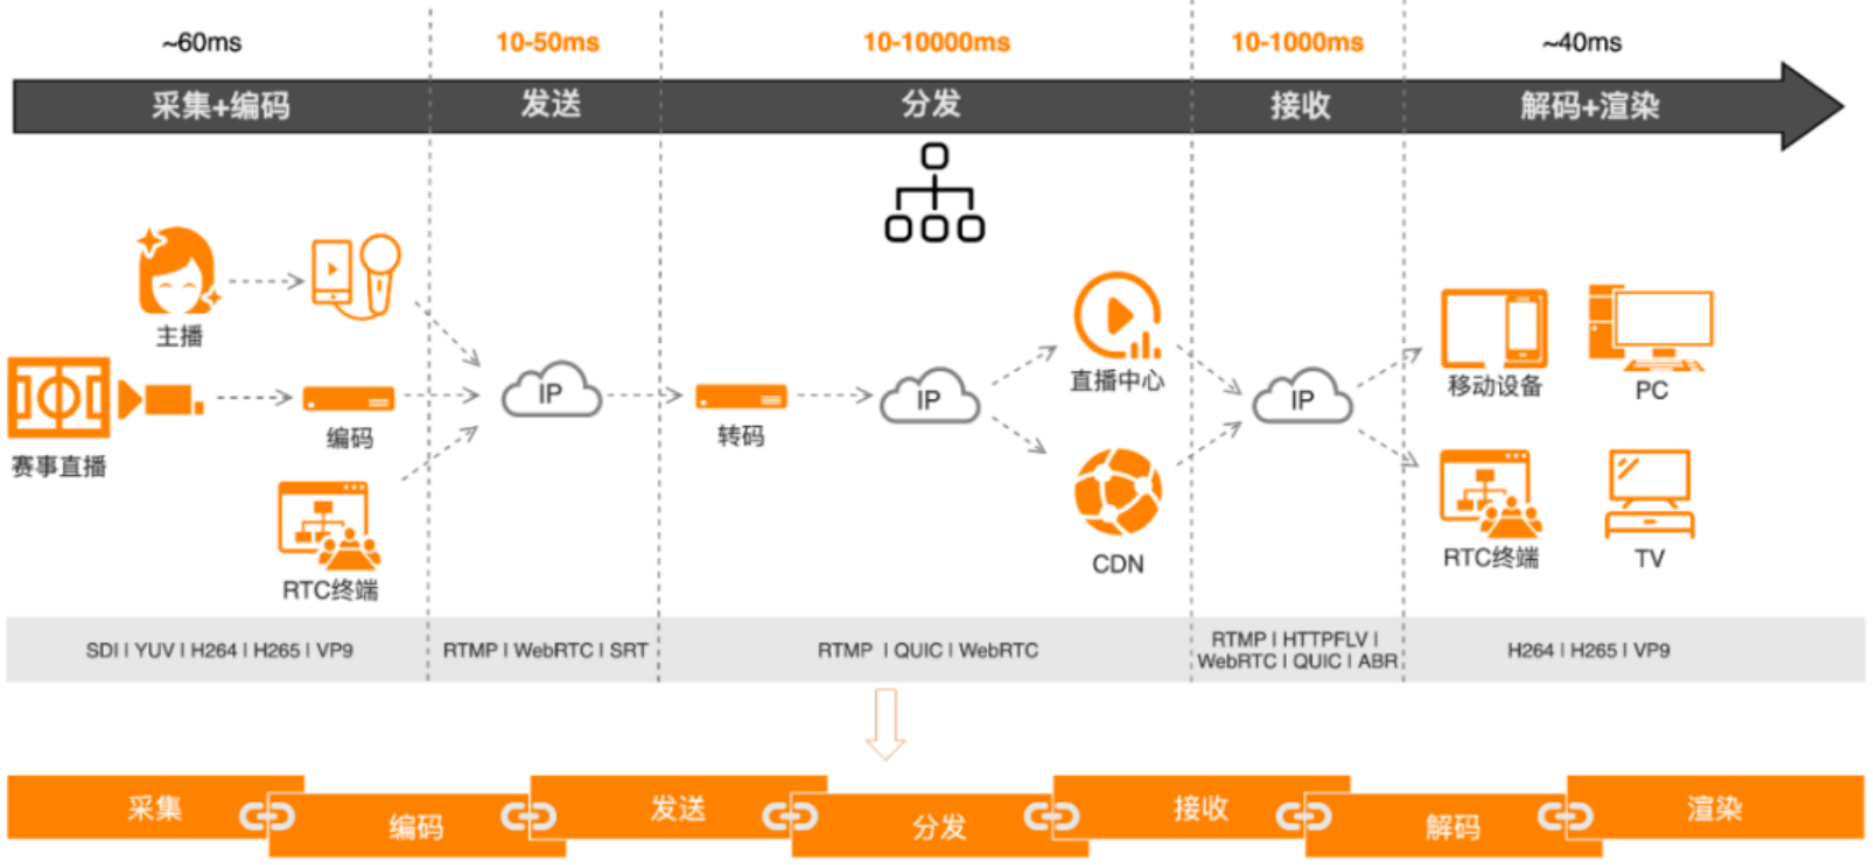 ~60ms
10-50ms
10-10000ms
10-1000ms
~40ms
采集+编码
发送
分发
接收
解码+渲染
主播
赛事直播
编码
RTC终端
IP
转码
IP
直播中心
CDN
IP
移动设备
PC
RTC终端
TV
SDI | YUV | H264 | H265 | VP9
RTMP | WebRTC | SRT
RTMP | QUIC | WebRTC
RTMP | HTTPFLV |
WebRTC | QUIC | ABR
H264 | H265 | VP9
采集
编码
发送
分发
接收
解码
渲染